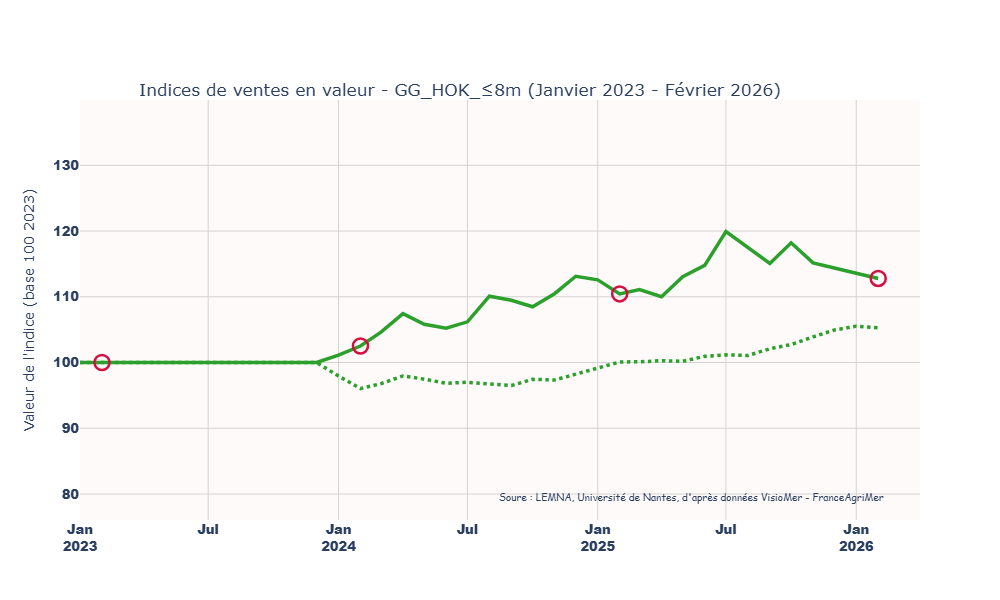 Indices de ventes en valeur - GG_HOK_≤8m (Janvier 2023 - Février 2026)
Valeur de l'indice (base 100 2023)
130
120
110
100
90
80
Soure : LEMNA, Université de Nantes, d'après données VisioMer - FranceAgriMer
Jan
2023
Jul
Jan
2024
Jul
Jan
2025
Jul
Jan
2026